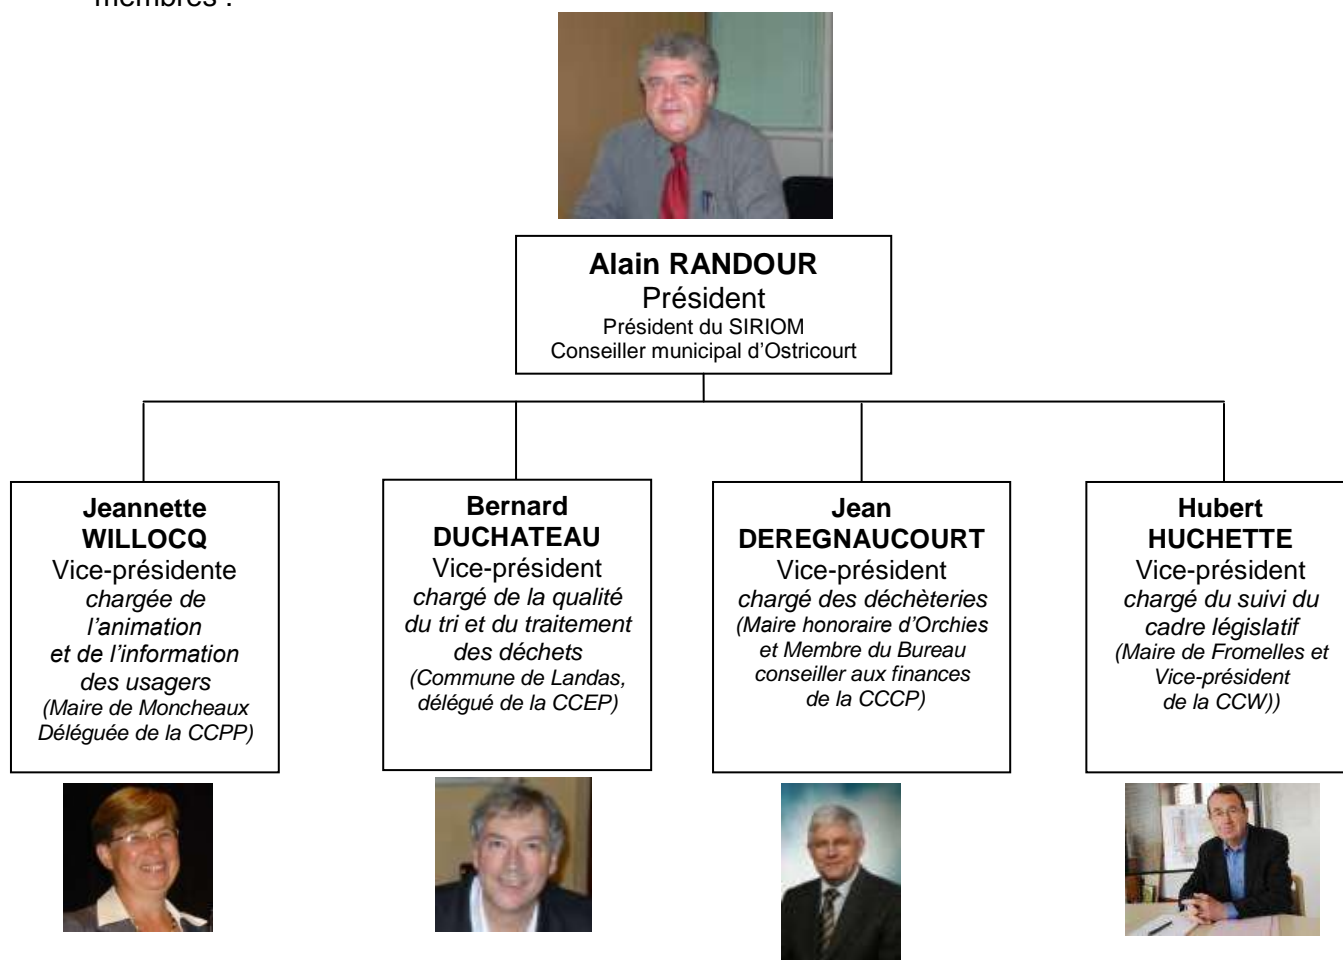 membres :
Alain RANDOUR
Président
Président du SIRIOM
Conseiller municipal d’Ostricourt
Jeannette
WILLOCQ
Vice-présidente
chargée de
l’animation
et de l’information
des usagers
(Maire de Moncheaux
Déléguée de la CCPP)
Bernard
DUCHATEAU
Vice-président
chargé de la qualité
du tri et du traitement
des déchets
(Commune de Landas,
délégué de la CCEP)
Jean
DEREGNAUCOURT
Vice-président
chargé des déchèteries
(Maire honoraire d’Orchies
et Membre du Bureau
conseiller aux finances
de la CCCP)
Hubert
HUCHETTE
Vice-président
chargé du suivi du
cadre législatif
(Maire de Fromelles et
Vice-président
de la CCW))